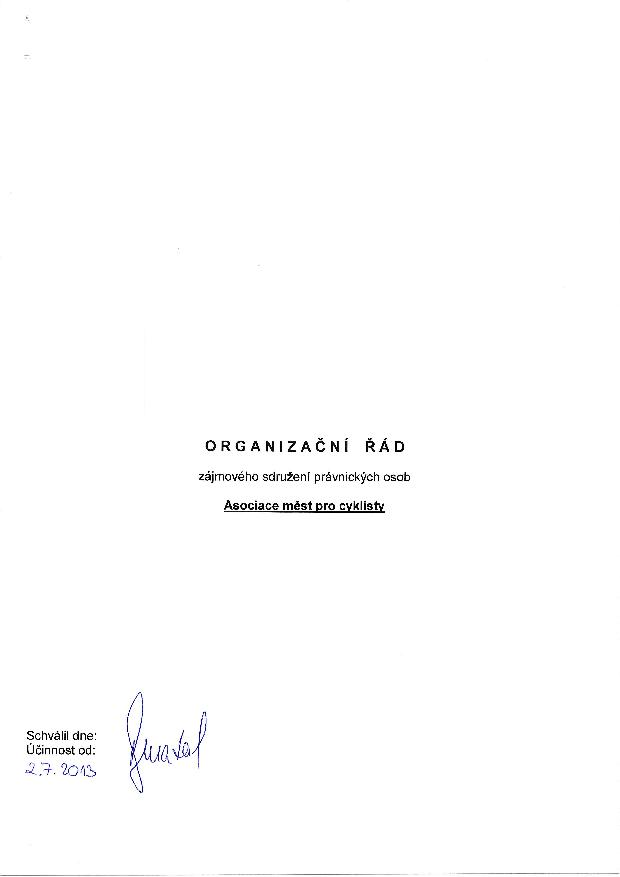 ORGANIZAČNÍ ŘÁD
zájmového sdružení právnických osob
Asociace měst pro cyklisty
Schválil dne:
Účinnost od:
2.7.2013